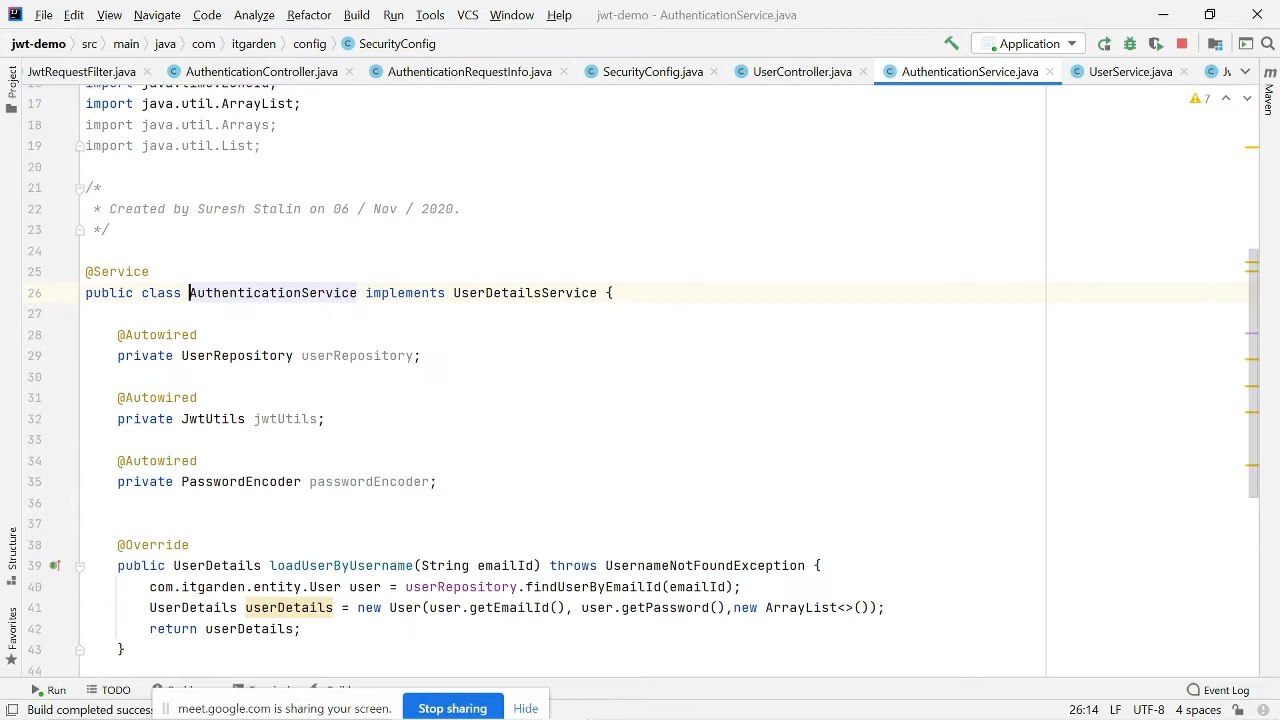 File Edit View Navigate Code Analyze Refactor Build Run Tools VCS Window Help jwt-demo - AuthenticationService.java
jwt-demo src main java com itgarden config SecurityConfig Application
JwtRequestFIlter.java AuthenticationController.java AuthenticationRequestInfo.java SecurityConfig.java UserController.java AuthenticationService.java UserService.java
Project
Maven
7
17 import java.util.ArrayList;
18 import java.util.Arrays;
19 import java.util.List;
20
21 /*
22 * Created by Suresh Stalin on 06 / Nov / 2020.
23 */
24
25 @Service
26 public class AuthenticationService implements UserDetailsService {
27
28 @Autowired
29 private UserRepository userRepository;
30
31 @Autowired
32 private JwtUtils jwtUtils;
33
34 @Autowired
35 private PasswordEncoder passwordEncoder;
36
37
38 @Override
39 public UserDetails loadUserByUsername(String emailId) throws UsernameNotFoundException {
40 com.itgarden.entity.User user = userRepository.findUserByEmailId(emailId);
41 UserDetails userDetails = new User(user.getEmailId(), user.getPassword(),new ArrayList<>());
42 return userDetails;
43 }
44
Structure
Favorites
Run TODO Event Log
meet.google.com is sharing your screen. Stop sharing Hide
Build completed 26:14 LF UTF-8 4 spaces